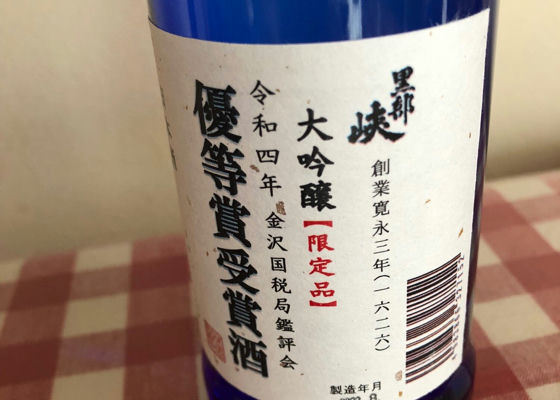 黒部峡
創業寛永三年(一六二六)
大吟醸【限定品】
令和四年 金沢国税局鑑評会
優等賞受賞酒
製造年月